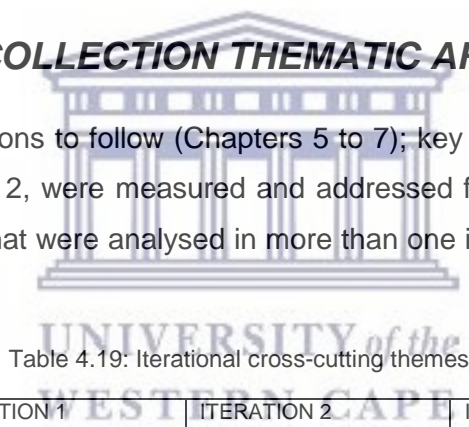 COLLECTION THEMATIC
ons to follow (Chapters 5 to 7); key
2, were measured and addressed
hat were analysed in more than one
UNIVERSITY of the
Table 4.19: Iterational cross-cutting themes
WESTERN CAPE
TION 1 ITERATION 2